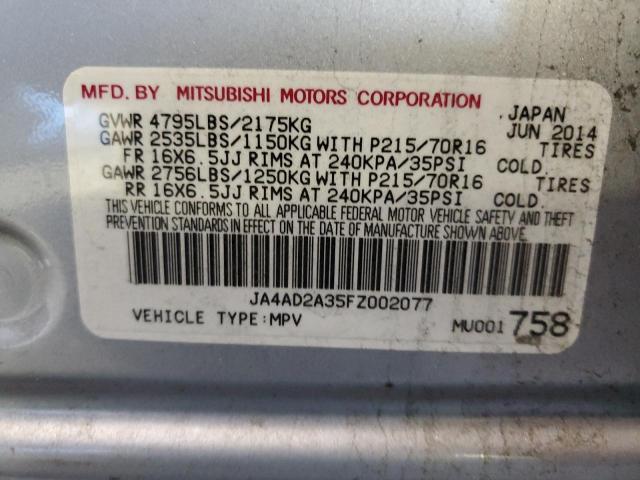 MFD. BY MITSUBISHI MOTORS CORPORATION
JAPAN
GVWR 4795LBS/2175KG JUN 2014
GAWR 2535LBS/1150KG WITH P215/70R16 TIRES
FR 16X6.5JJ RIMS AT 240KPA/35PSI COLD.
GAWR 2756LBS/1250KG WITH P215/70R16 TIRES
RR 16X6.5JJ RIMS AT 240KPA/35PSI COLD.
THIS VEHICLE CONFORMS TO ALL APPLICABLE FEDERAL MOTOR VEHICLE SAFETY AND THEFT
PREVENTION STANDARDS IN EFFECT ON THE DATE OF MANUFACTURE SHOWN ABOVE.
JA4AD2A35FZ002077
VEHICLE TYPE:MPV MU001758